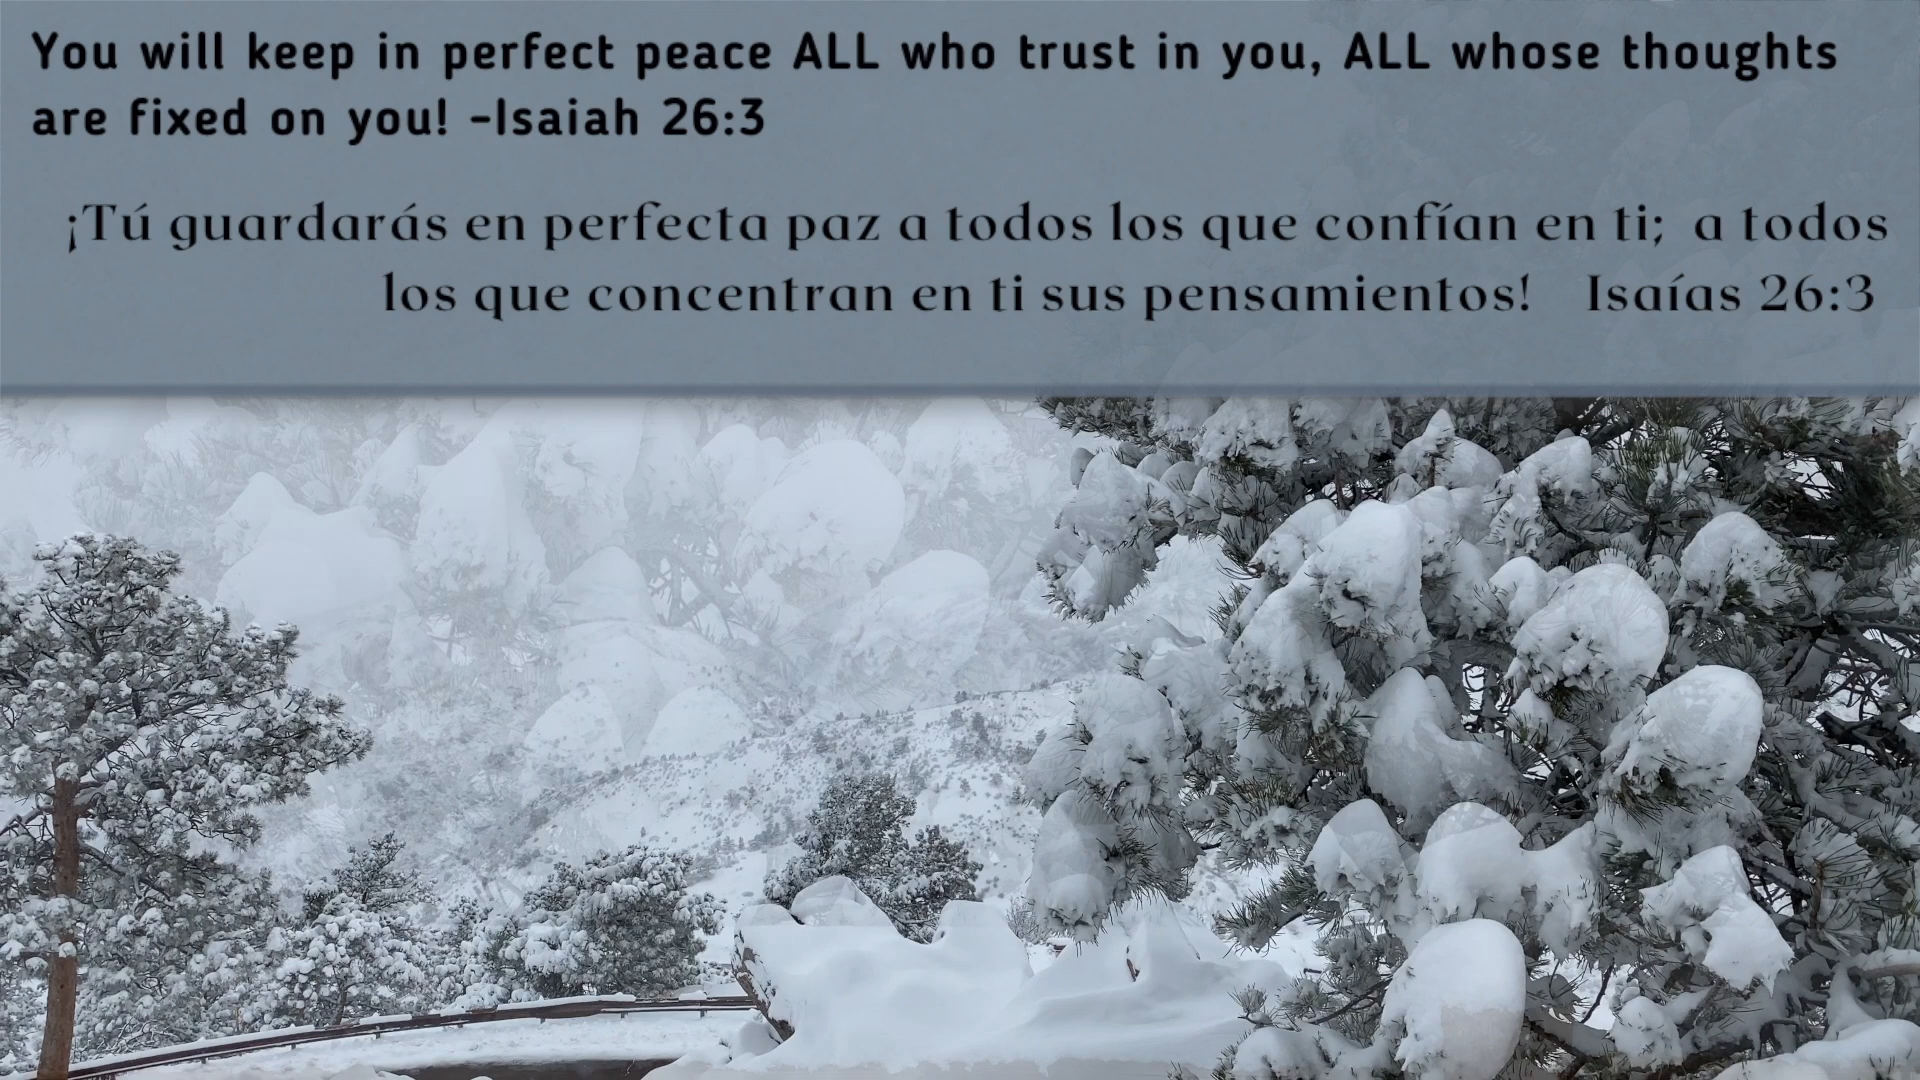 You will keep in perfect peace ALL who trust in you, ALL whose thoughts
are fixed on you! -Isaiah 26:3
¡Tú guardarás en perfecta paz a todos los que confían en ti; a todos
los que concentran en ti sus pensamientos! Isaías 26:3